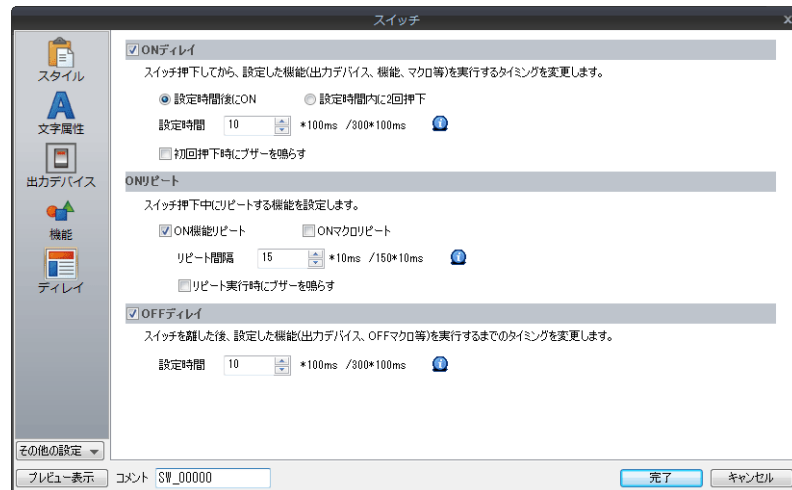 スイッチ
x
スタイル
文字属性
出力デバイス
機能
ディレイ
その他の設定
ONディレイ
スイッチ押下してから、設定した機能(出力デバイス、機能、マクロ等)を実行するタイミングを変更します。
設定時間後にON 設定時間内に2回押下
設定時間 10 *100ms /300*100ms
初回押下時にブザーを鳴らす
ONリピート
スイッチ押下中にリピートする機能を設定します。
ON機能リピート ONマクロリピート
リピート間隔 15 *10ms /150*10ms
リピート実行時にブザーを鳴らす
OFFディレイ
スイッチを離した後、設定した機能(出力デバイス、OFFマクロ等)を実行するまでのタイミングを変更します。
設定時間 10 *100ms /300*100ms
プレビュー表示 コメント SW_00000 完了 キャンセル